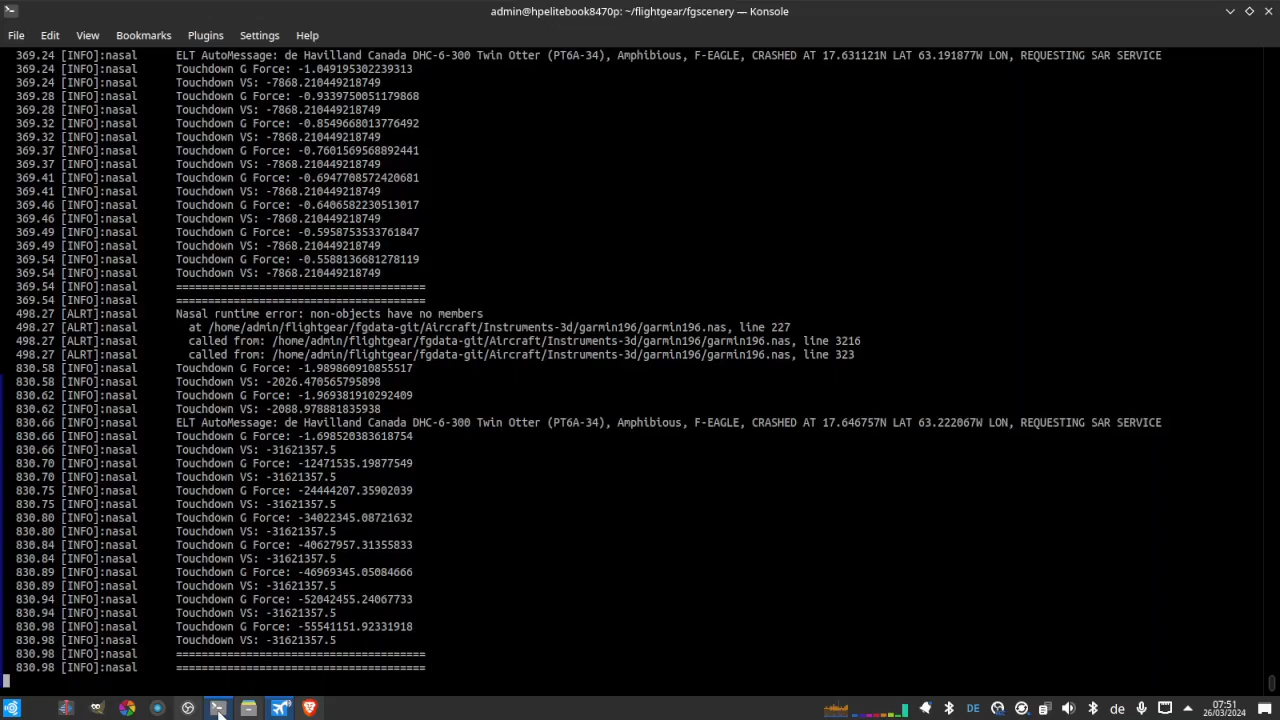 admin@hpelitebook8470p: ~/flightgear/fgscenery — Konsole
File Edit View Bookmarks Plugins Settings Help
369.24 [INFO]:nasal ELT AutoMessage: de Havilland Canada DHC-6-300 Twin Otter (PT6A-34), Amphibious, F-EAGLE, CRASHED AT 17.631121N LAT 63.191877W LON, REQUESTING SAR SERVICE
369.24 [INFO]:nasal Touchdown G Force: -1.049195302239313
369.24 [INFO]:nasal Touchdown VS: -7868.210449218749
369.28 [INFO]:nasal Touchdown G Force: -0.9339750051179868
369.28 [INFO]:nasal Touchdown VS: -7868.210449218749
369.32 [INFO]:nasal Touchdown G Force: -0.8549668013776492
369.32 [INFO]:nasal Touchdown VS: -7868.210449218749
369.37 [INFO]:nasal Touchdown G Force: -0.7601569568892441
369.37 [INFO]:nasal Touchdown VS: -7868.210449218749
369.41 [INFO]:nasal Touchdown G Force: -0.6947708572420681
369.41 [INFO]:nasal Touchdown VS: -7868.210449218749
369.46 [INFO]:nasal Touchdown G Force: -0.6406582230513017
369.46 [INFO]:nasal Touchdown VS: -7868.210449218749
369.49 [INFO]:nasal Touchdown G Force: -0.5958753533761847
369.49 [INFO]:nasal Touchdown VS: -7868.210449218749
369.54 [INFO]:nasal Touchdown G Force: -0.5588136681278119
369.54 [INFO]:nasal Touchdown VS: -7868.210449218749
369.54 [INFO]:nasal =======================================
369.54 [INFO]:nasal =======================================
498.27 [ALRT]:nasal Nasal runtime error: non-objects have no members
498.27 [ALRT]:nasal at /home/admin/flightgear/fgdata-git/Aircraft/Instruments-3d/garmin196/garmin196.nas, line 227
498.27 [ALRT]:nasal called from: /home/admin/flightgear/fgdata-git/Aircraft/Instruments-3d/garmin196/garmin196.nas, line 3216
498.27 [ALRT]:nasal called from: /home/admin/flightgear/fgdata-git/Aircraft/Instruments-3d/garmin196/garmin196.nas, line 323
830.58 [INFO]:nasal Touchdown G Force: -1.989860910855517
830.58 [INFO]:nasal Touchdown VS: -2026.470565795898
830.62 [INFO]:nasal Touchdown G Force: -1.969381910292409
830.62 [INFO]:nasal Touchdown VS: -2088.978881835938
830.66 [INFO]:nasal ELT AutoMessage: de Havilland Canada DHC-6-300 Twin Otter (PT6A-34), Amphibious, F-EAGLE, CRASHED AT 17.646757N LAT 63.222067W LON, REQUESTING SAR SERVICE
830.66 [INFO]:nasal Touchdown G Force: -1.698520383618754
830.66 [INFO]:nasal Touchdown VS: -31621357.5
830.70 [INFO]:nasal Touchdown G Force: -12471535.19877549
830.70 [INFO]:nasal Touchdown VS: -31621357.5
830.75 [INFO]:nasal Touchdown G Force: -24444207.35902039
830.75 [INFO]:nasal Touchdown VS: -31621357.5
830.80 [INFO]:nasal Touchdown G Force: -34022345.08721632
830.80 [INFO]:nasal Touchdown VS: -31621357.5
830.84 [INFO]:nasal Touchdown G Force: -40627957.31355833
830.84 [INFO]:nasal Touchdown VS: -31621357.5
830.89 [INFO]:nasal Touchdown G Force: -46969345.05084666
830.89 [INFO]:nasal Touchdown VS: -31621357.5
830.94 [INFO]:nasal Touchdown G Force: -52042455.24067733
830.94 [INFO]:nasal Touchdown VS: -31621357.5
830.98 [INFO]:nasal Touchdown G Force: -55541151.92331918
830.98 [INFO]:nasal Touchdown VS: -31621357.5
830.98 [INFO]:nasal =======================================
830.98 [INFO]:nasal =======================================
DE de 07:51
26/03/2024